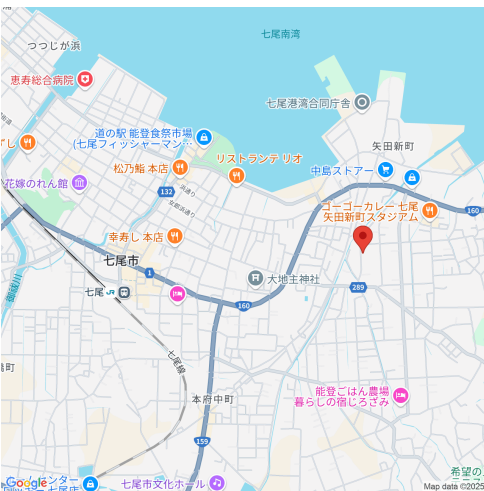 七尾南湾
つつじが浜
恵寿総合病院
七尾港湾合同庁舎
道の駅 能登食祭市場
(七尾フィッシャーマン…
矢田新町
松乃鮨 本店
リストランテ リオ
中島ストアー
花嫁のれん館
132
ゴーゴーカレー七尾
矢田新町スタジアム
160
幸寿し 本店
七尾市
1
大地主神社
七尾
JR
160
289
七尾線
能登ごはん農場
暮らしの宿じろざみ
本府中町
159
希望の
七尾市文化ホール
Google
Map data ©2025